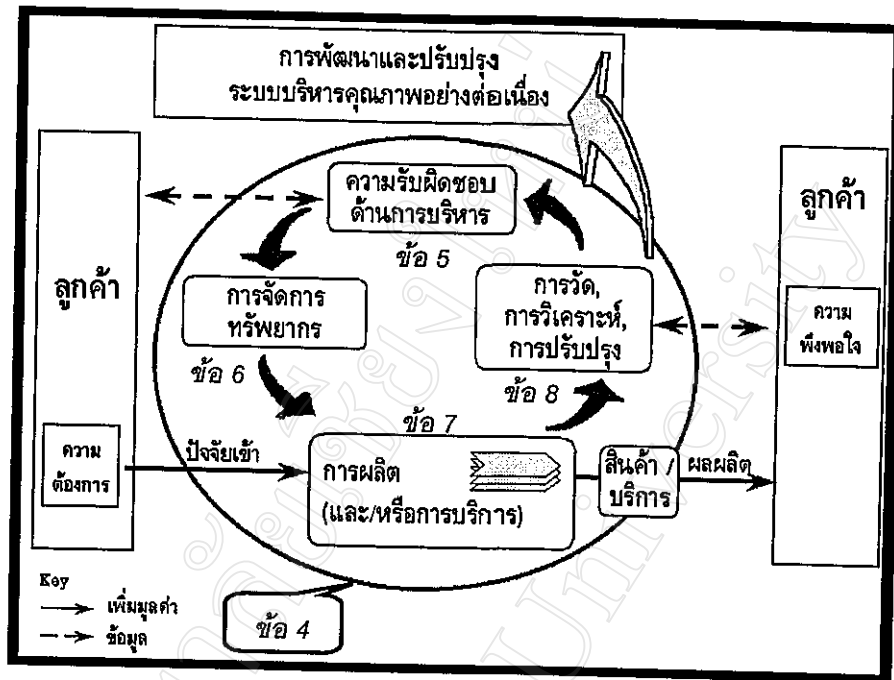 การพัฒนาและปรับปรุง
ระบบบริหารคุณภาพอย่างต่อเนื่อง
ลูกค้า
ความ
ต้องการ
ความรับผิดชอบ
ด้านการบริหาร
ข้อ 5
การจัดการ
ทรัพยากร
ข้อ 6
การวัด,
การวิเคราะห์,
การปรับปรุง
ข้อ 8
ลูกค้า
ความ
พึงพอใจ
ข้อ 7
ปัจจัยเข้า
การผลิต
(และ/หรือการบริการ)
สินค้า /
บริการ
ผลผลิต
Key
เพิ่มมูลค่า
ข้อมูล
ข้อ 4
University